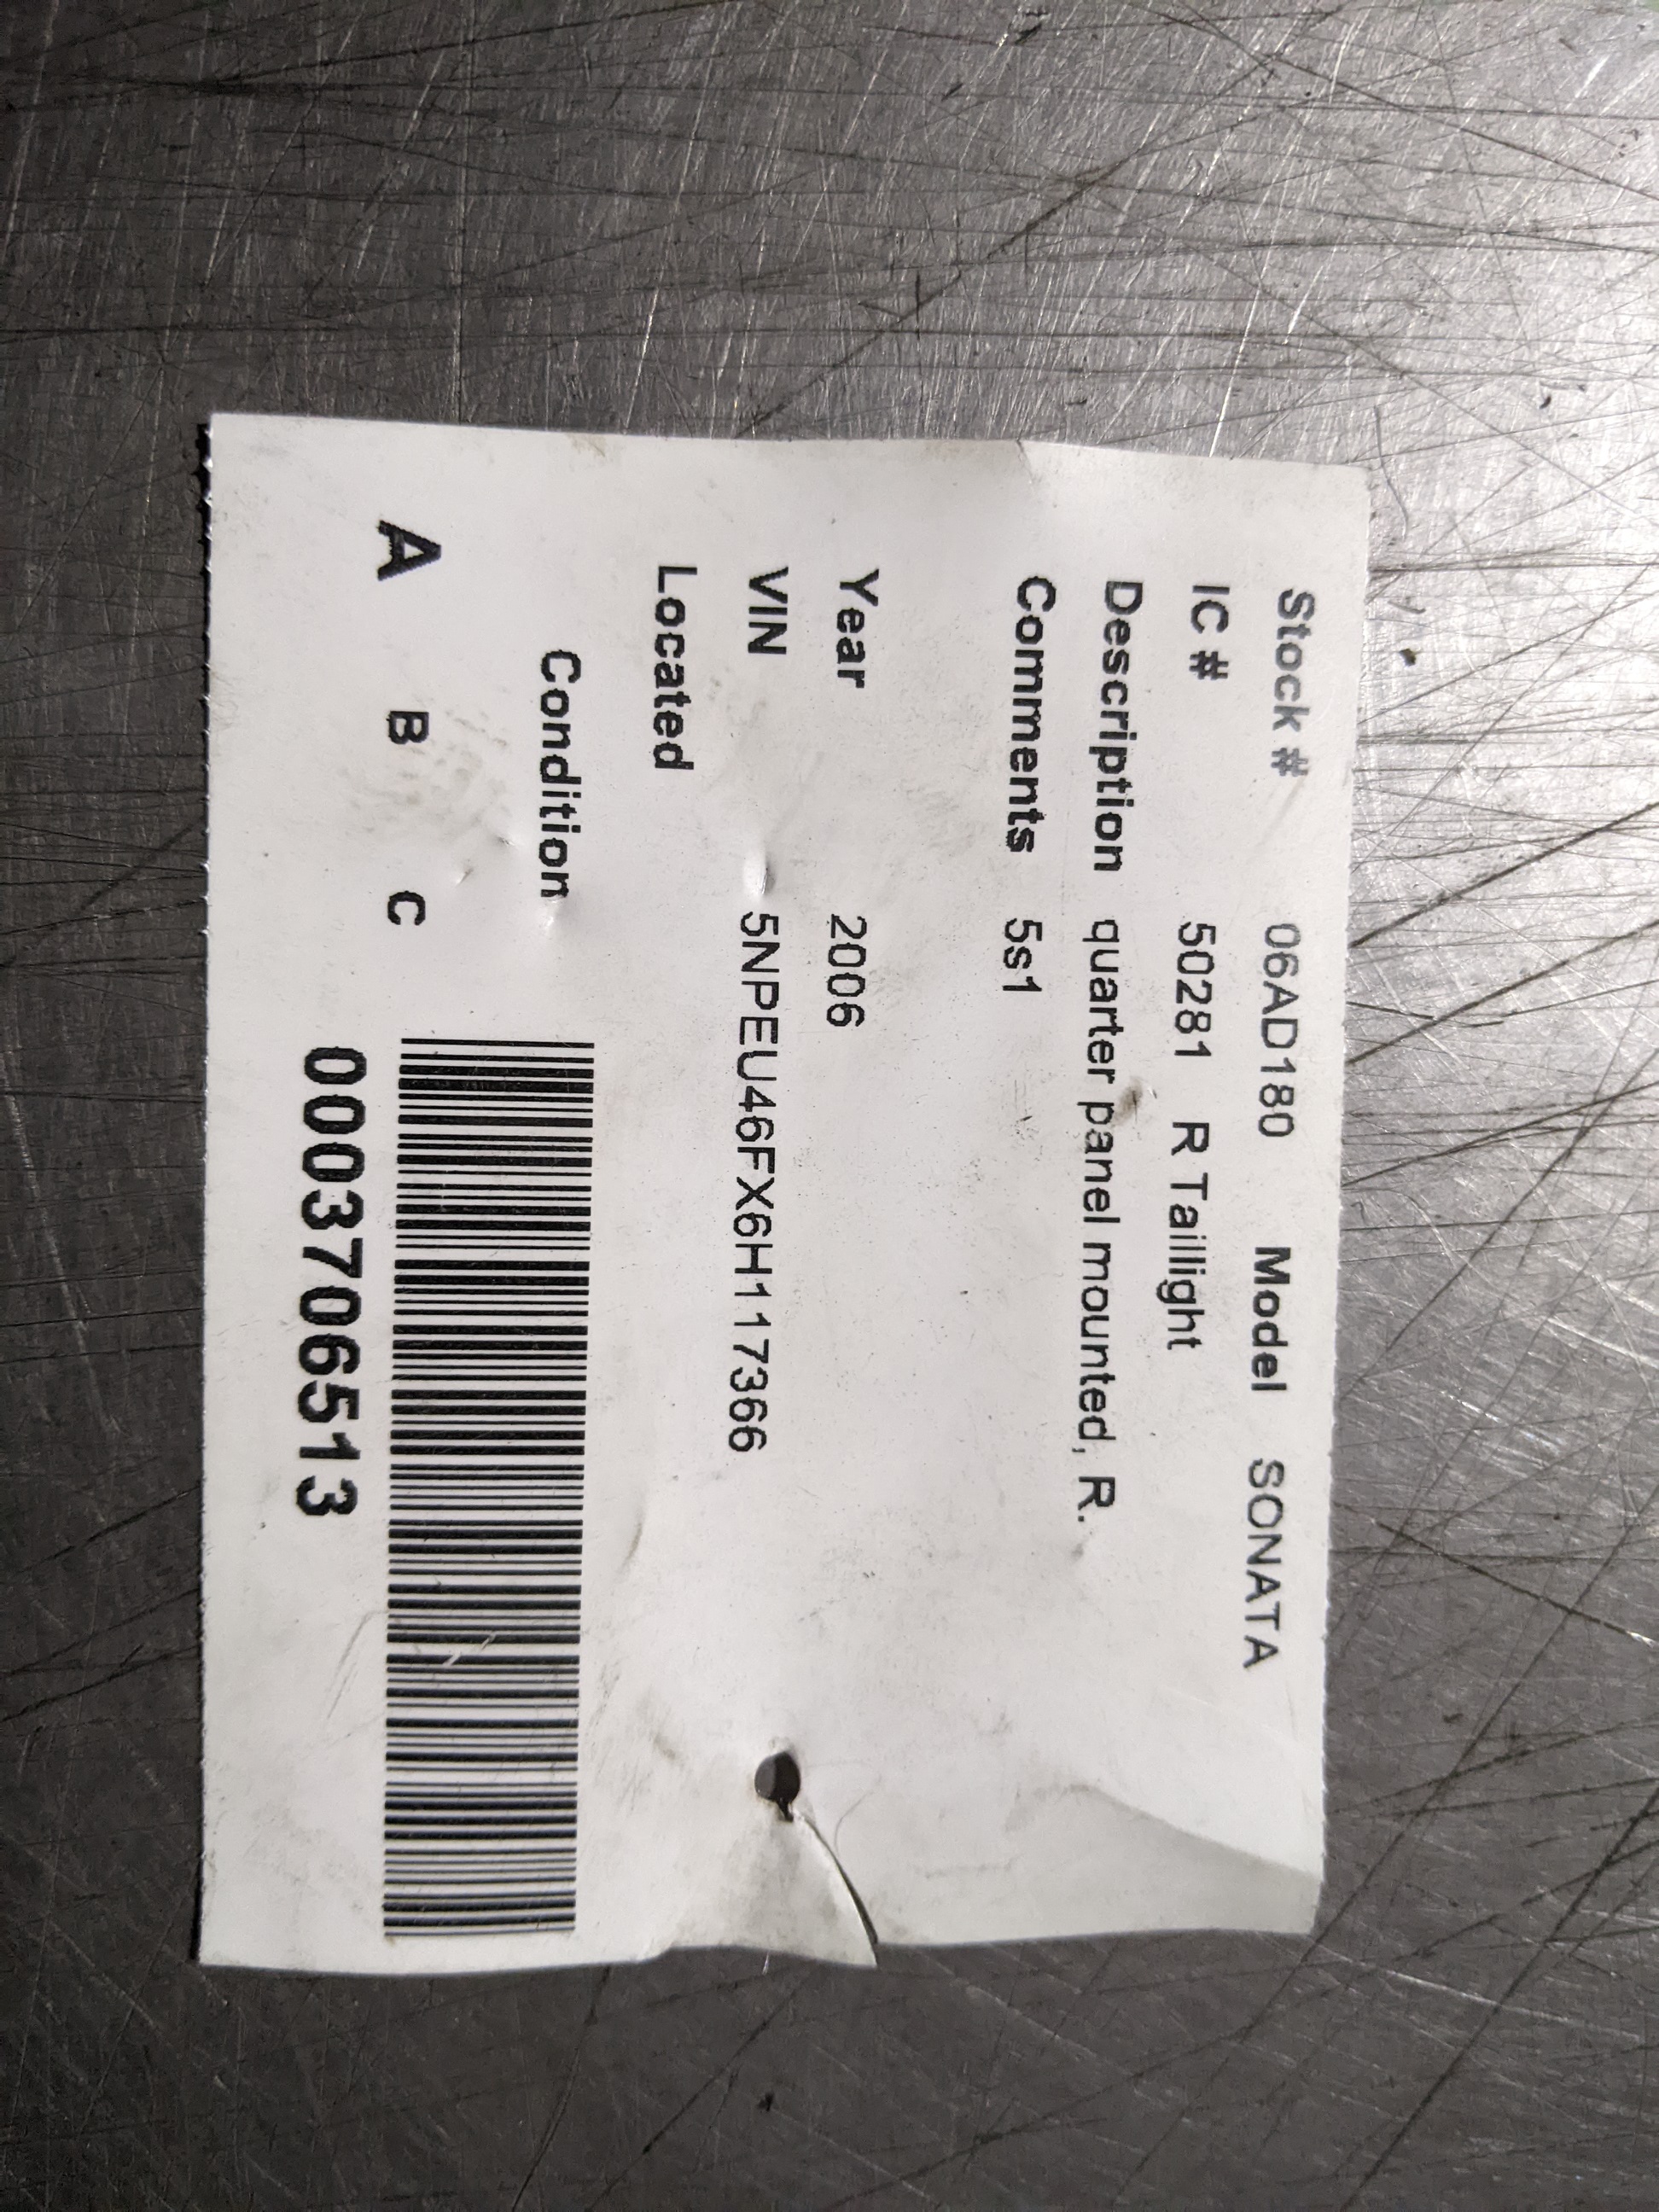 Stock # 06AD180 Model SONATA
IC # 50281 R Taillight
Description quarter panel mounted, R.
Comments 5s1
Year 2006
VIN 5NPEU46FX6H117366
Located
Condition
A B C
0003706513